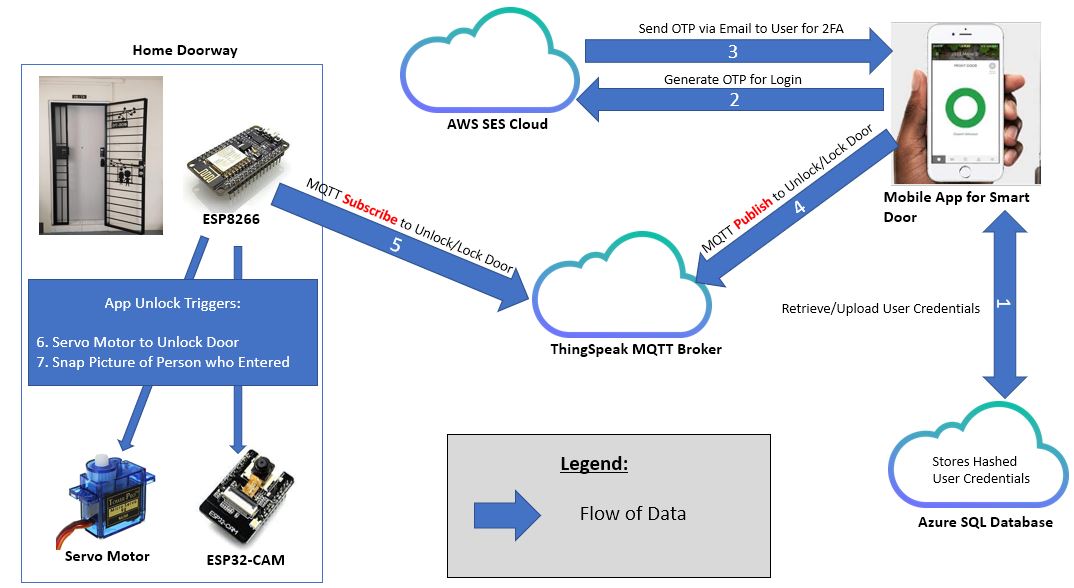 Home Doorway
Send OTP via Email to User for 2FA
3
Generate OTP for Login
2
AWS SES Cloud
ESP8266
MQTT Subscribe to Unlock/Lock Door
5
MQTT Publish to Unlock/Lock Door
4
Mobile App for Smart
Door
App Unlock Triggers:
6. Servo Motor to Unlock Door
7. Snap Picture of Person who Entered
ThingSpeak MQTT Broker
Retrieve/Upload User Credentials
1
Legend:
Flow of Data
Stores Hashed
User Credentials
Azure SQL Database
Servo Motor
ESP32-CAM
ESP32-CAM